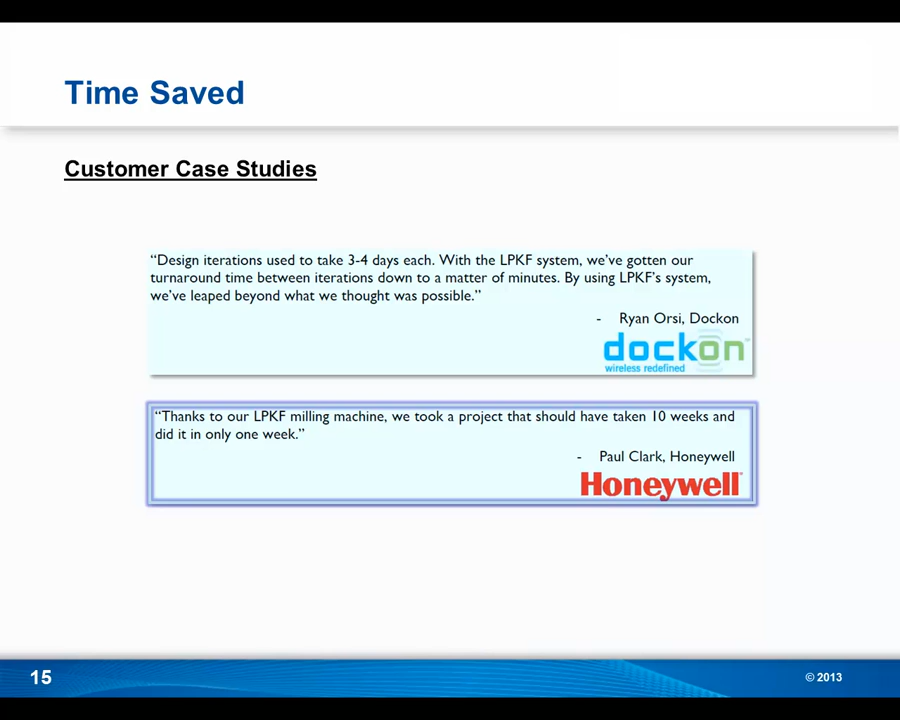 Time Saved
Customer Case Studies
“Design iterations used to take 3-4 days each. With the LPKF system, we’ve gotten our
turnaround time between iterations down to a matter of minutes. By using LPKF’s system,
we’ve leaped beyond what we thought was possible.”
- Ryan Orsi, Dockon
dockon™
wireless redefined
“Thanks to our LPKF milling machine, we took a project that should have taken 10 weeks and
did it in only one week.”
- Paul Clark, Honeywell
Honeywell
15
© 2013